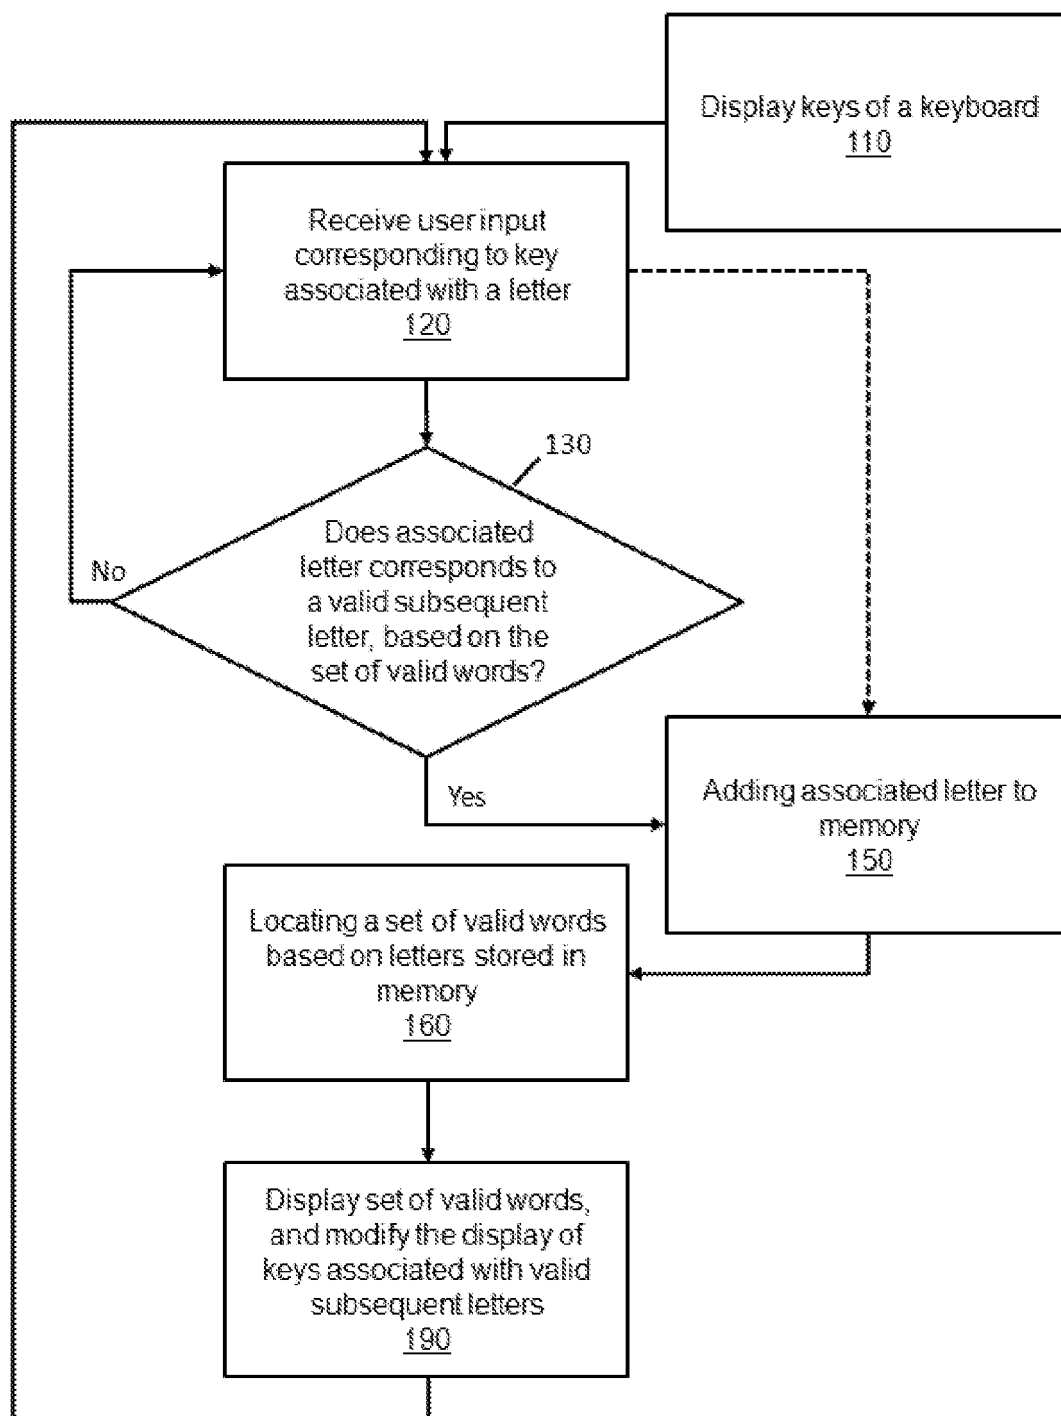 Display keys of a keyboard
110
Receive user input
corresponding to key
associated with a letter
120
130
Does associated
letter corresponds to
a valid subsequent
letter, based on the
set of valid words?
No
Yes
Adding associated letter to
memory
150
Locating a set of valid words
based on letters stored in
memory
160
Display set of valid words,
and modify the display of
keys associated with valid
subsequent letters
190